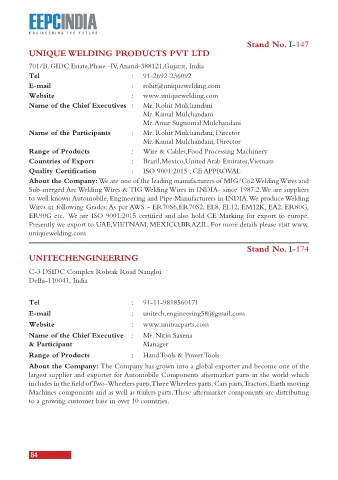 EEPC INDIA
ENGINEERING THE FUTURE
Stand No. I-147
UNIQUE WELDING PRODUCTS PVT LTD
701/B, GIDC Estate,Phase -IV,Anand-388121,Gujarat, India
Tel : 91-2692-236092
E-mail : rohit@uniquewelding.com
Website : www.uniquewelding.com
Name of the Chief Executives : Mr. Rohit Mulchandani
Mr. Kamal Mulchandani
Mr. Amar Sugnomal Mulchandani
Name of the Participants : Mr. Rohit Mulchandani, Director
Mr. Kamal Mulchandani, Director
Range of Products : Wire & Cables,Food Processing Machinery
Countries of Export : Brazil,Mexico,United Arab Emirates,Vietnam
Quality Certification : ISO 9001:2015 , CE APPROVAL
About the Company: We are one of the leading manufacturers of MIG/Co2 Welding Wires and
Sub-merged Arc Welding Wires & TIG Welding Wires in INDIA- since 1987.2.We are suppliers
to well known Automobile, Engineering and Pipe Manufacturers in INDIA. We produce Welding
Wires in following Grades: As per AWS - ER70S6,ER70S2, EL8, EL12, EM12K, EA2, ER80G,
ER90G etc. We are ISO 9001:2015 certified and also hold CE Marking for export to europe.
Presently we export to UAE,VIETNAM, MEXICO,BRAZIL. For more details please visit www.
uniquewelding.com
Stand No. I-174
UNITECHENGINEERING
C-3 DSIDC Complex Rohtak Road Nangloi
Delhi-110041, India
Tel : 91-11-9818560171
E-mail : unitech.engineering58@gmail.com
Website : www.unitracparts.com
Name of the Chief Executive : Mr. Nitin Saxena
& Participant Manager
Range of Products : Hand Tools & Power Tools
About the Company: The Company has grown into a global exporter and become one of the
largest supplier and exporter for Automobile Components aftermarket parts in the world which
includes in the field of Two- Wheelers parts, Three Wheelers parts, Cars parts,Tractors, Earth moving
Machines components and as well as trailers parts. These aftermarket components are distributing
to a growing customer base in over 10 countries.
84